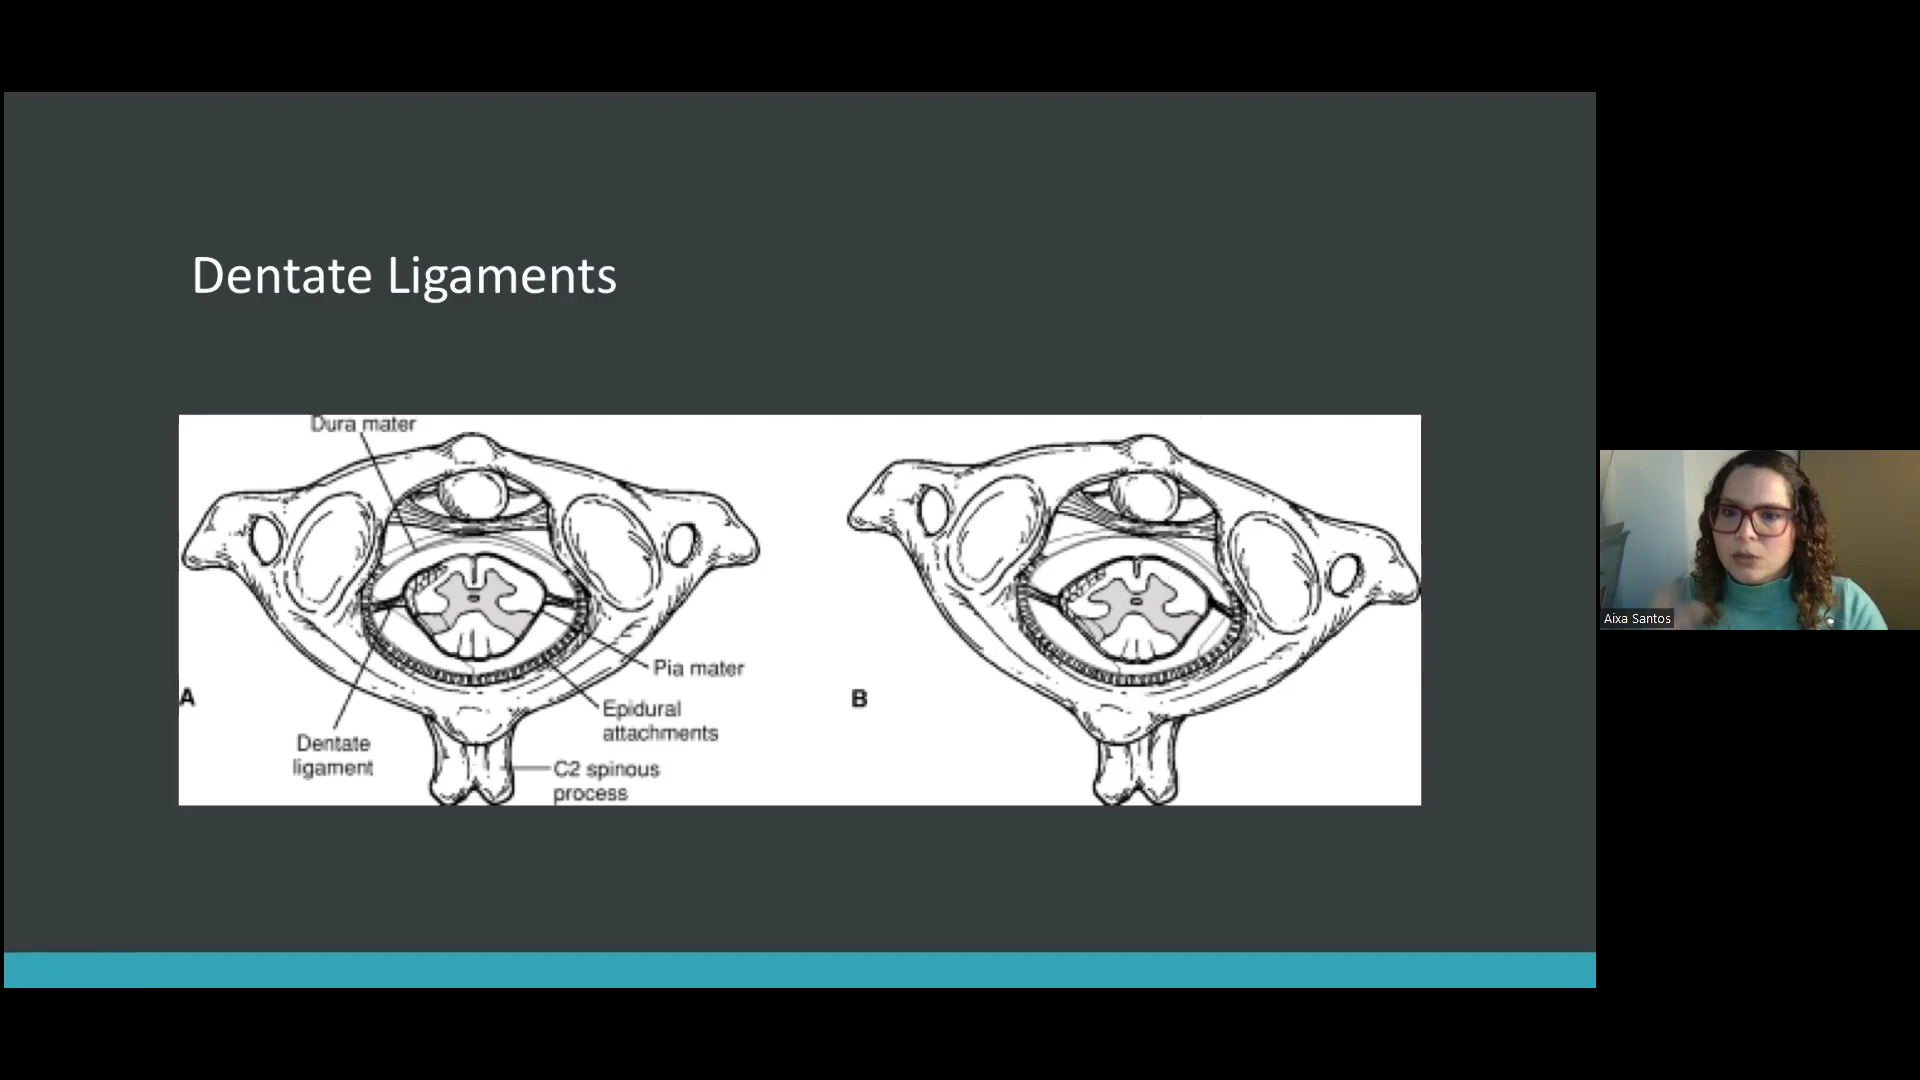 Dentate Ligaments
Dura mater
Pia mater
A
Epidural
attachments
Dentate
ligament
C2 spinous
process
B
Aixa Santos